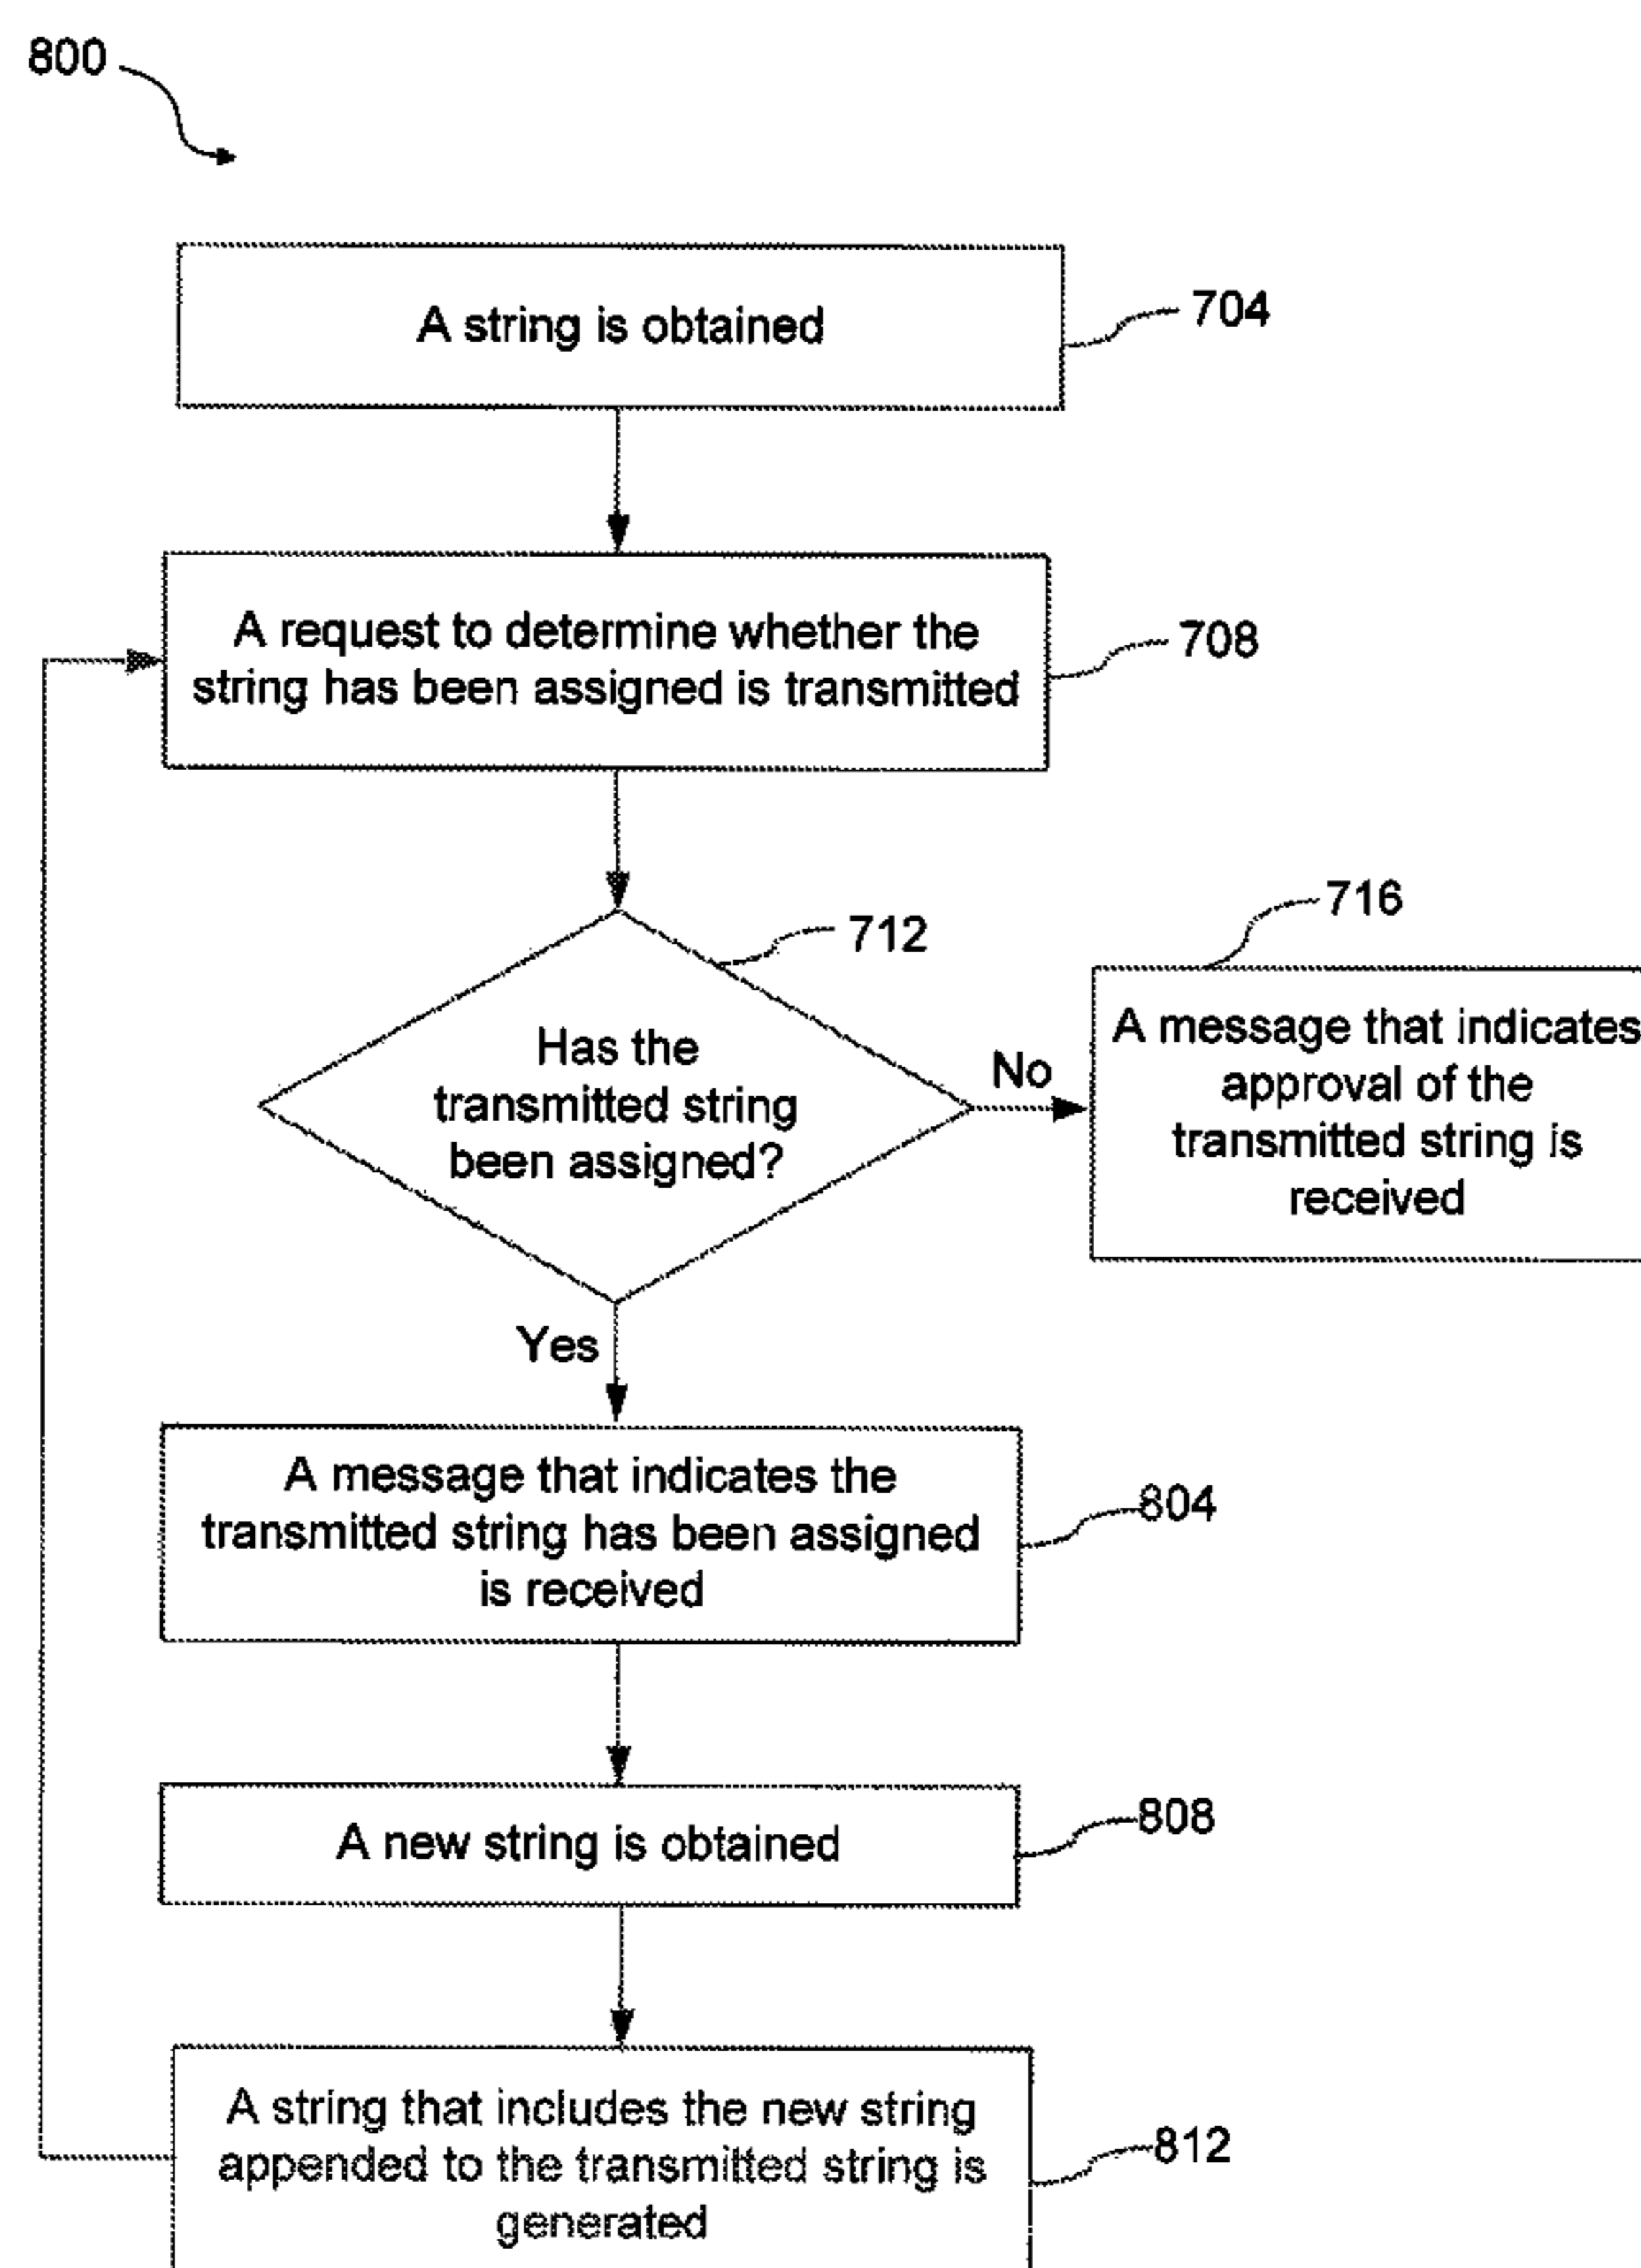 800
A string is obtained
704
A request to determine whether the
string has been assigned is transmitted
708
712
716
Has the
transmitted string
been assigned?
No
A message that indicates
approval of the
transmitted string is
received
Yes
A message that indicates the
transmitted string has been assigned
is received
804
A new string is obtained
808
A string that includes the new string
appended to the transmitted string is
generated
812